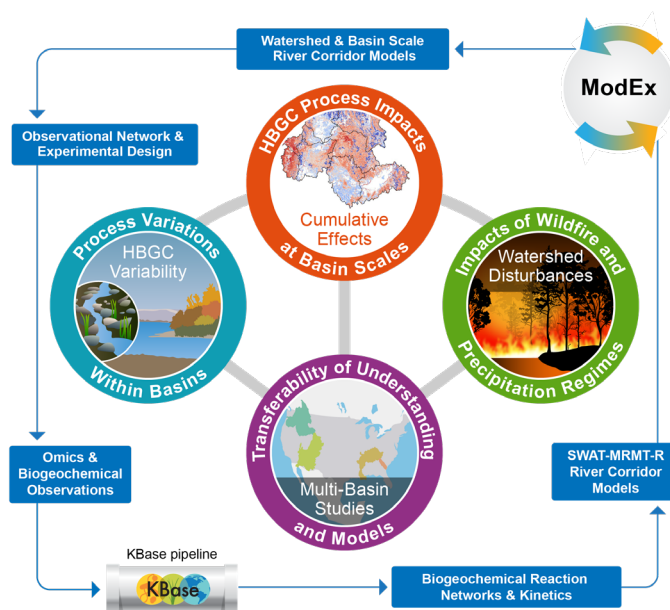 Watershed & Basin Scale
River Corridor Models
ModEx
Observational Network &
Experimental Design
HBGC Process Impacts
Cumulative
Effects
at Basin Scales
Process Variations
HBGC
Variability
Within Basins
Impacts of Wildfire and
Watershed
Disturbances
Precipitation Regimes
Transferability of Understanding
Multi-Basin
Studies
and Models
Omics &
Biogeochemical
Observations
SWAT-MRMT-R
River Corridor
Models
KBase pipeline
KBase
Biogeochemical Reaction
Networks & Kinetics